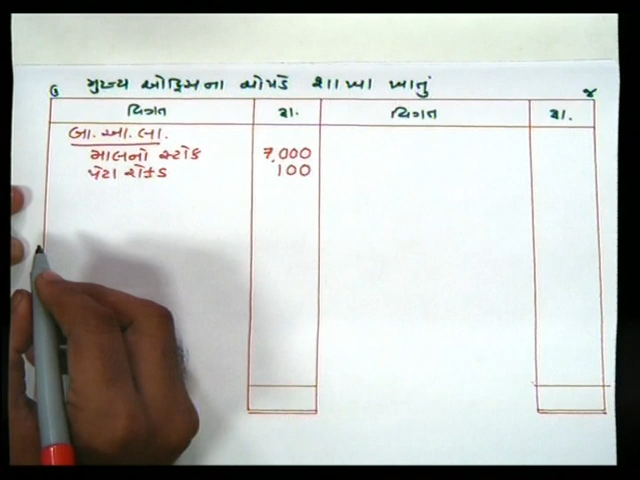 ઉ મુખ્ય ઓફિસના ચોપડે શાખા ખાતું જ
વિગત રૂા. વિગત રૂા.
બા. આ. લા.
માલનો સ્ટોક 7,000
પેટા રોકડ 100